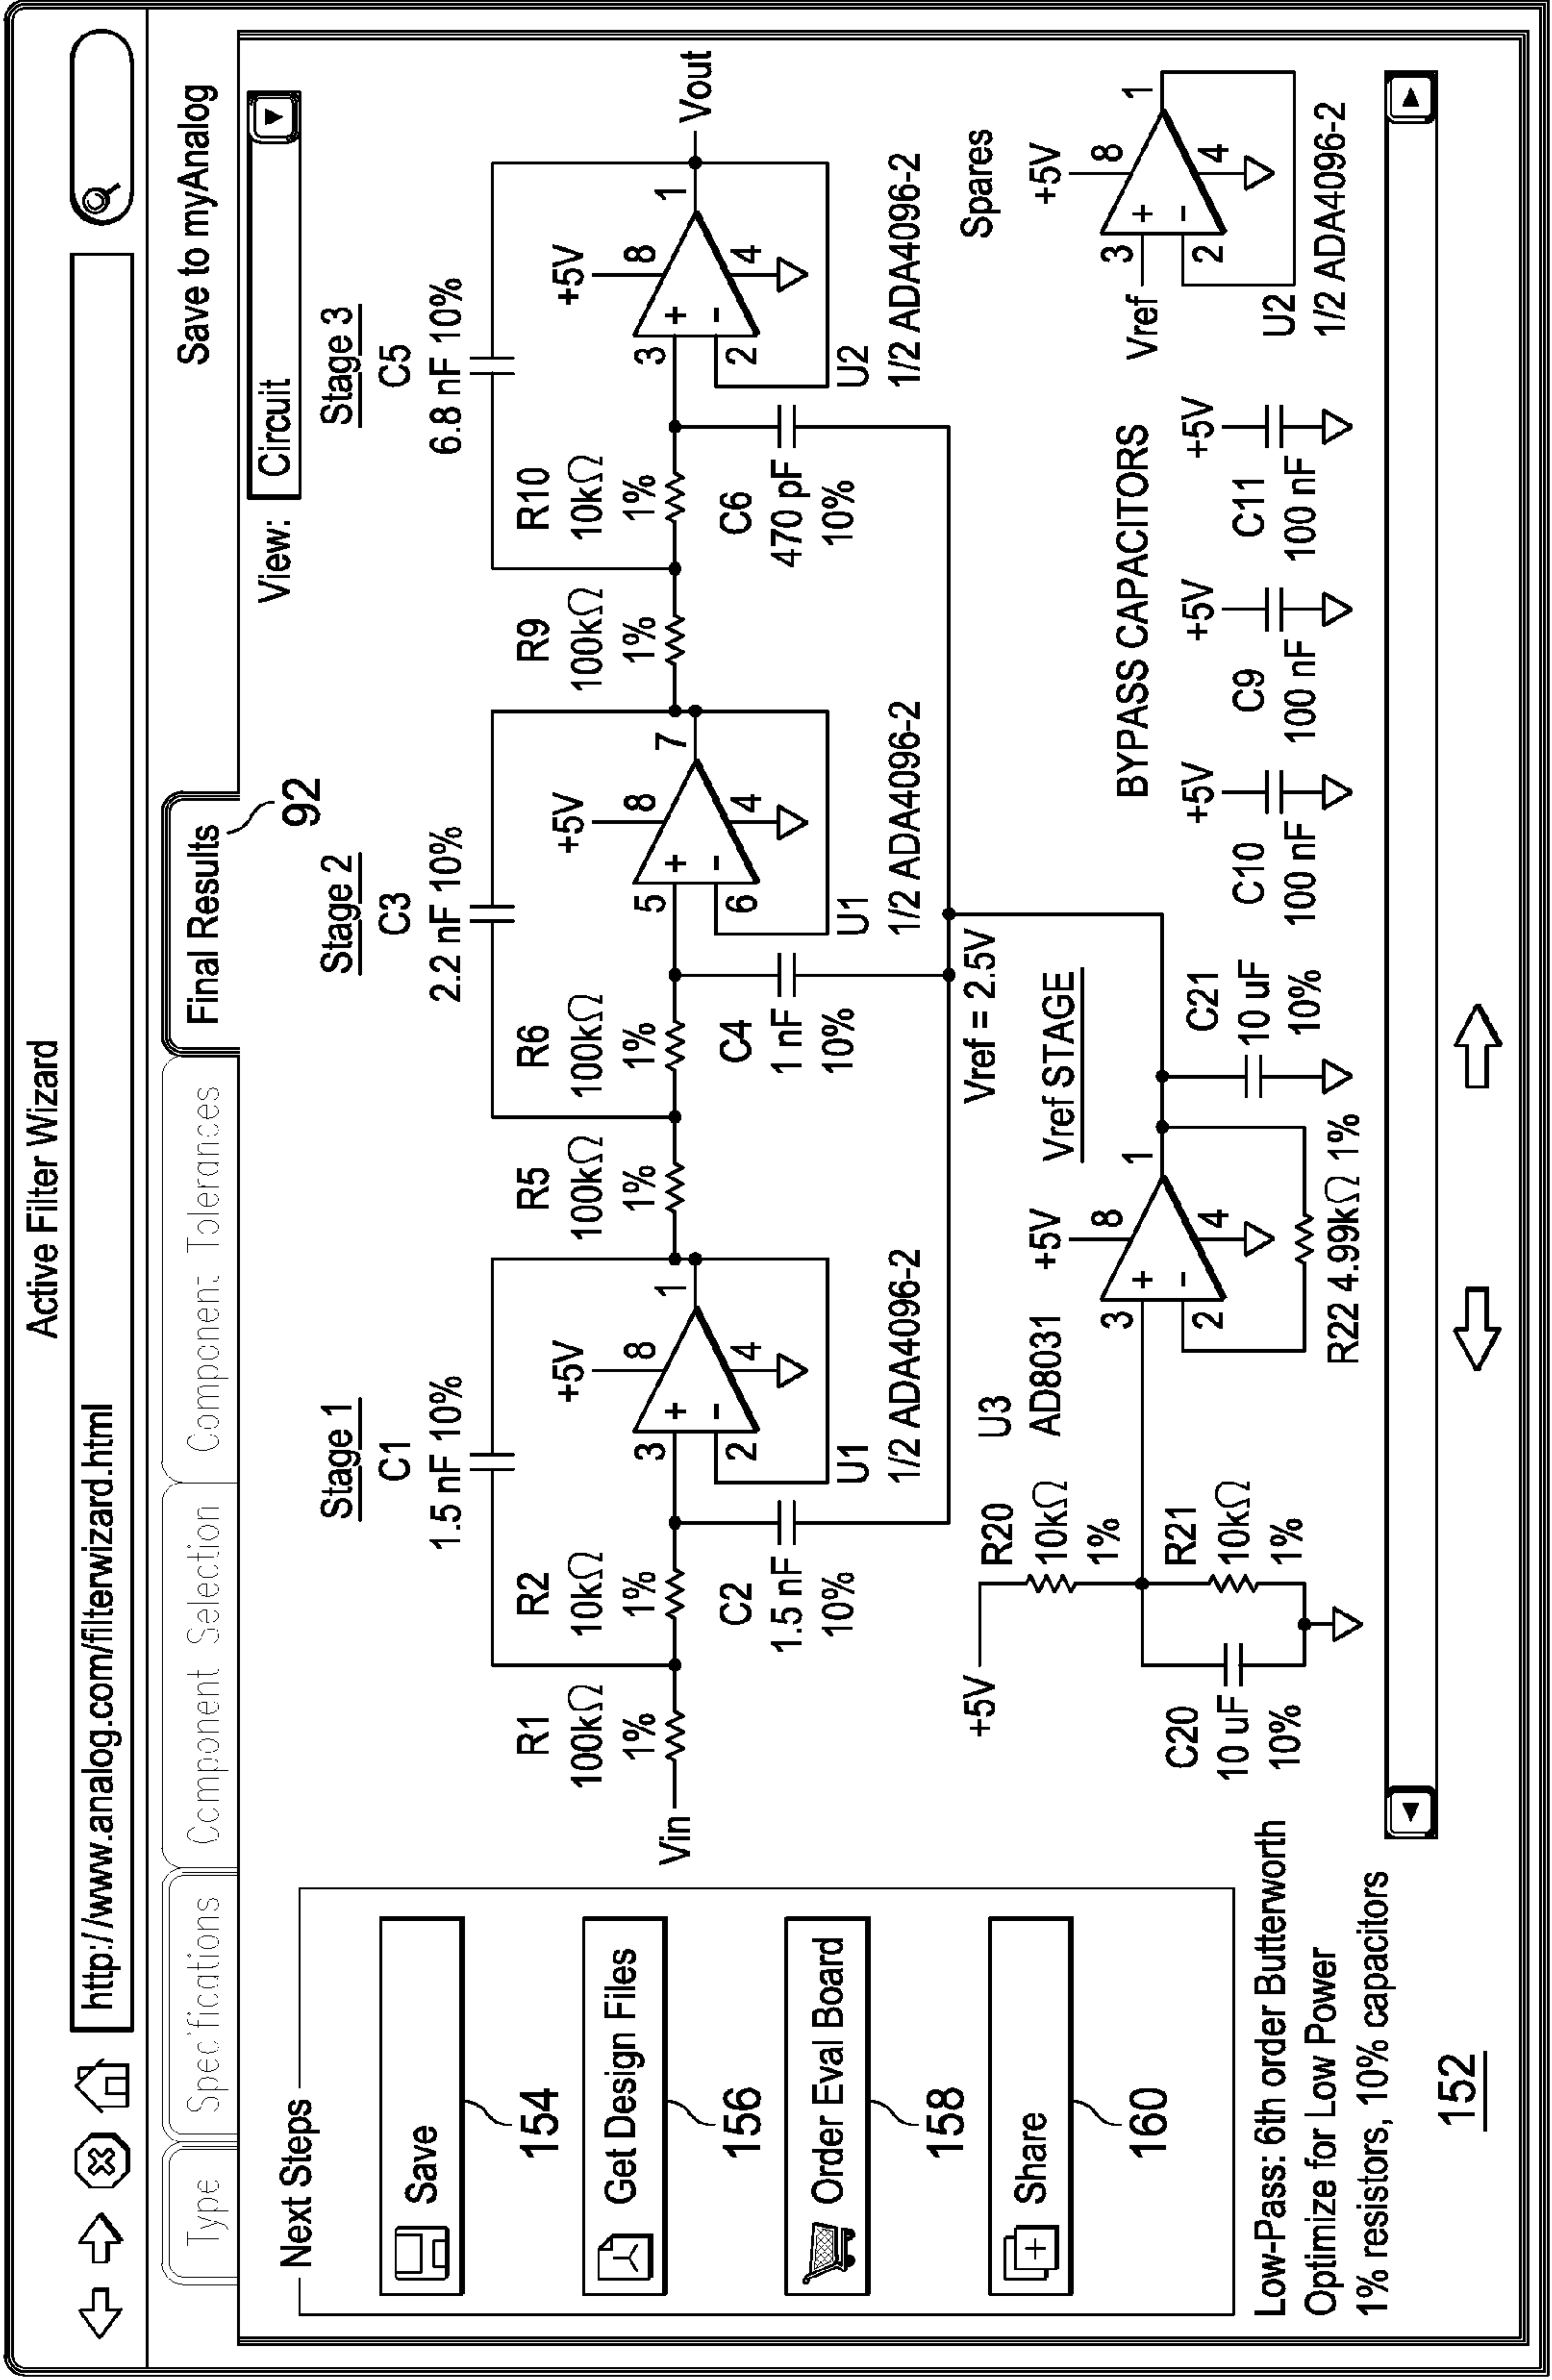 Active Filter Wizard
http://www.analog.com/filterwizard.html
Type
Specifications
Component Selection
Component Tolerances
Final Results
92
Save to myAnalog
View:
Circuit
Next Steps
Save
154
Get Design Files
156
Order Eval Board
158
Share
160
Low-Pass: 6th order Butterworth
Optimize for Low Power
1% resistors, 10% capacitors
152
Stage 1
C1
1.5 nF 10%
Vin
R1
100kΩ
1%
R2
10kΩ
1%
C2
1.5 nF
10%
+5V
8
3
+
-
2
4
1
U1
1/2 ADA4096-2
Stage 2
C3
2.2 nF 10%
R5
100kΩ
1%
R6
100kΩ
1%
C4
1 nF
10%
+5V
8
5
+
-
6
4
7
U1
1/2 ADA4096-2
Stage 3
C5
6.8 nF 10%
R9
100kΩ
1%
R10
10kΩ
1%
C6
470 pF
10%
+5V
8
3
+
-
2
4
1
Vout
U2
1/2 ADA4096-2
Vref = 2.5V
Vref STAGE
+5V
R20
10kΩ
1%
R21
10kΩ
1%
C20
10 uF
10%
U3
AD8031
+5V
8
3
+
-
2
4
1
R22 4.99kΩ 1%
C21
10 uF
10%
BYPASS CAPACITORS
+5V
C10
100 nF
+5V
C9
100 nF
+5V
C11
100 nF
Spares
+5V
8
Vref
3
+
-
2
4
1
U2
1/2 ADA4096-2